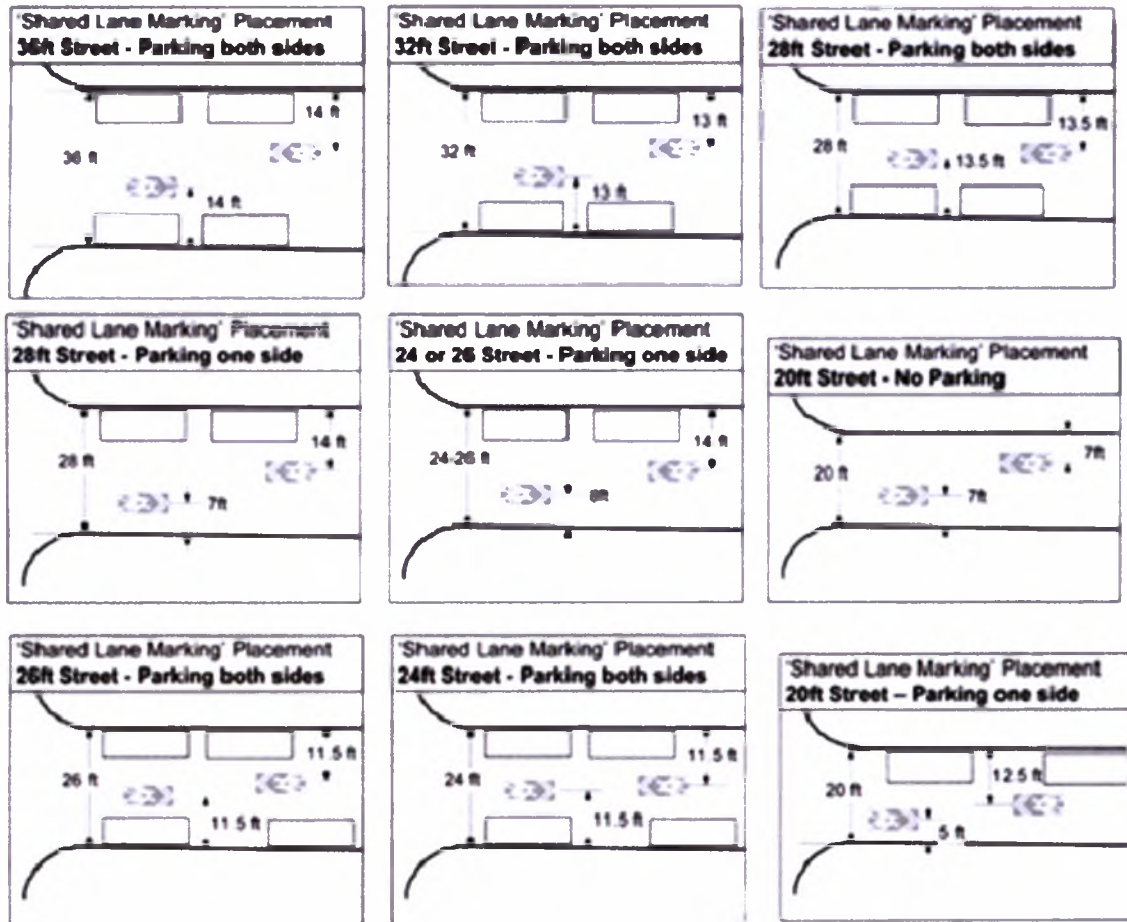 'Shared Lane Marking' Placement
36ft Street - Parking both sides
14 ft
36 ft
14 ft
'Shared Lane Marking' Placement
32ft Street - Parking both sides
13 ft
32 ft
13 ft
'Shared Lane Marking' Placement
28ft Street - Parking both sides
13.5 ft
28 ft
13.5 ft
'Shared Lane Marking' Placement
28ft Street - Parking one side
14 ft
28 ft
7ft
'Shared Lane Marking' Placement
24 or 26 Street - Parking one side
14 ft
24-26 ft
6ft
'Shared Lane Marking' Placement
20ft Street - No Parking
7ft
20 ft
7ft
'Shared Lane Marking' Placement
26ft Street - Parking both sides
11.5 ft
26 ft
11.5 ft
'Shared Lane Marking' Placement
24ft Street - Parking both sides
11.5 ft
24 ft
11.5 ft
'Shared Lane Marking' Placement
20ft Street – Parking one side
12.5 ft
20 ft
5 ft